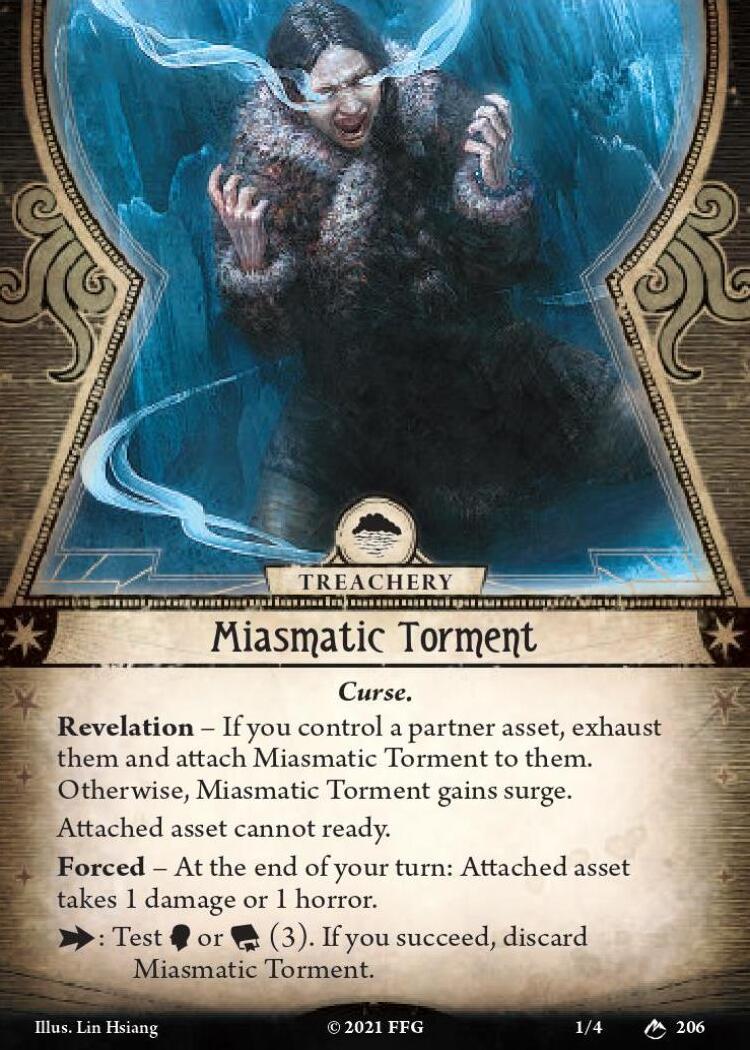 TREACHERY
Miasmatic Torment
Curse.
Revelation – If you control a partner asset, exhaust
them and attach Miasmatic Torment to them.
Otherwise, Miasmatic Torment gains surge.
Attached asset cannot ready.
Forced – At the end of your turn: Attached asset
takes 1 damage or 1 horror.
: Test or (3). If you succeed, discard
Miasmatic Torment.
Illus. Lin Hsiang © 2021 FFG 1/4 206